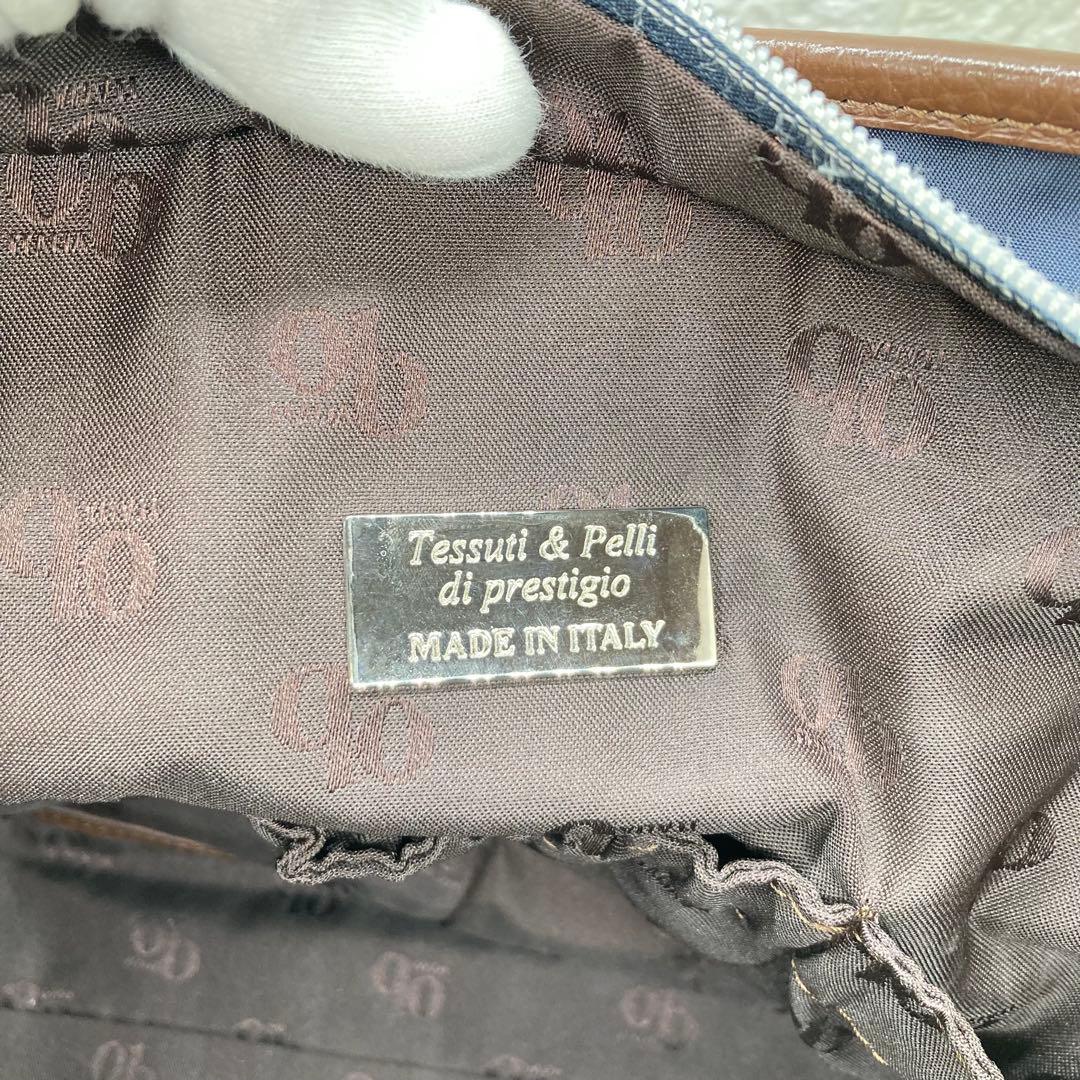 Tessuti & Pelli
di prestigio
MADE IN ITALY